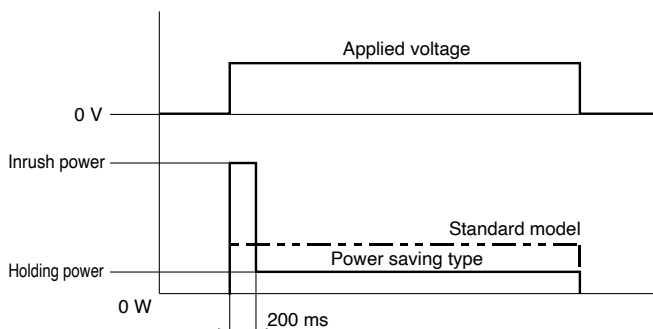 Applied voltage
0 V
Inrush power
Standard model
Power saving type
Holding power
0 W
200 ms